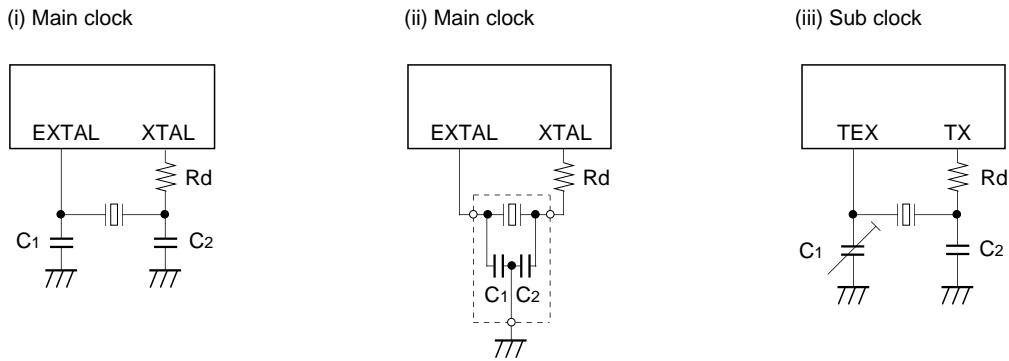 (i) Main clock
(ii) Main clock
(iii) Sub clock
EXTAL XTAL
Rd
C1
C2
EXTAL XTAL
Rd
C1 C2
TEX TX
Rd
C1
C2